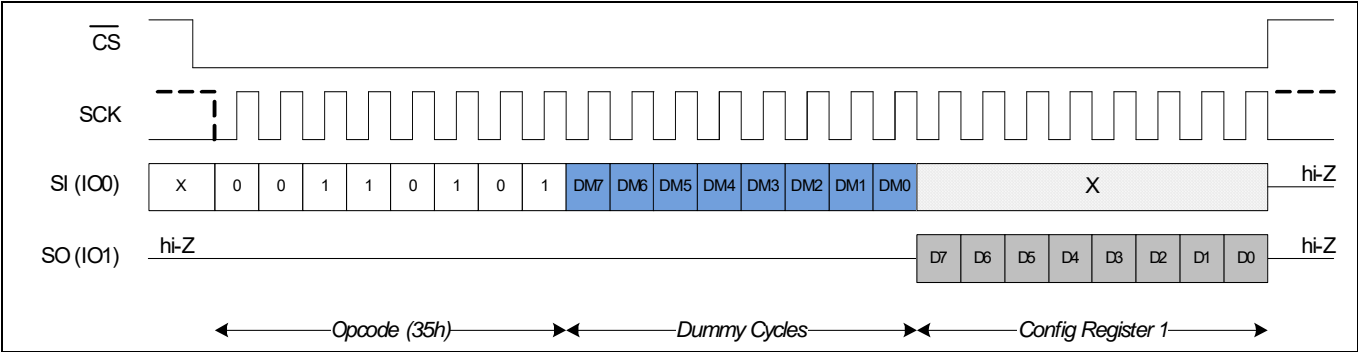 CS
SCK
SI (IO0) X 0 0 1 1 0 1 0 1 DM7 DM6 DM5 DM4 DM3 DM2 DM1 DM0 X hi-Z
SO (IO1) hi-Z D7 D6 D5 D4 D3 D2 D1 D0 hi-Z
Opcode (35h) Dummy Cycles Config Register 1